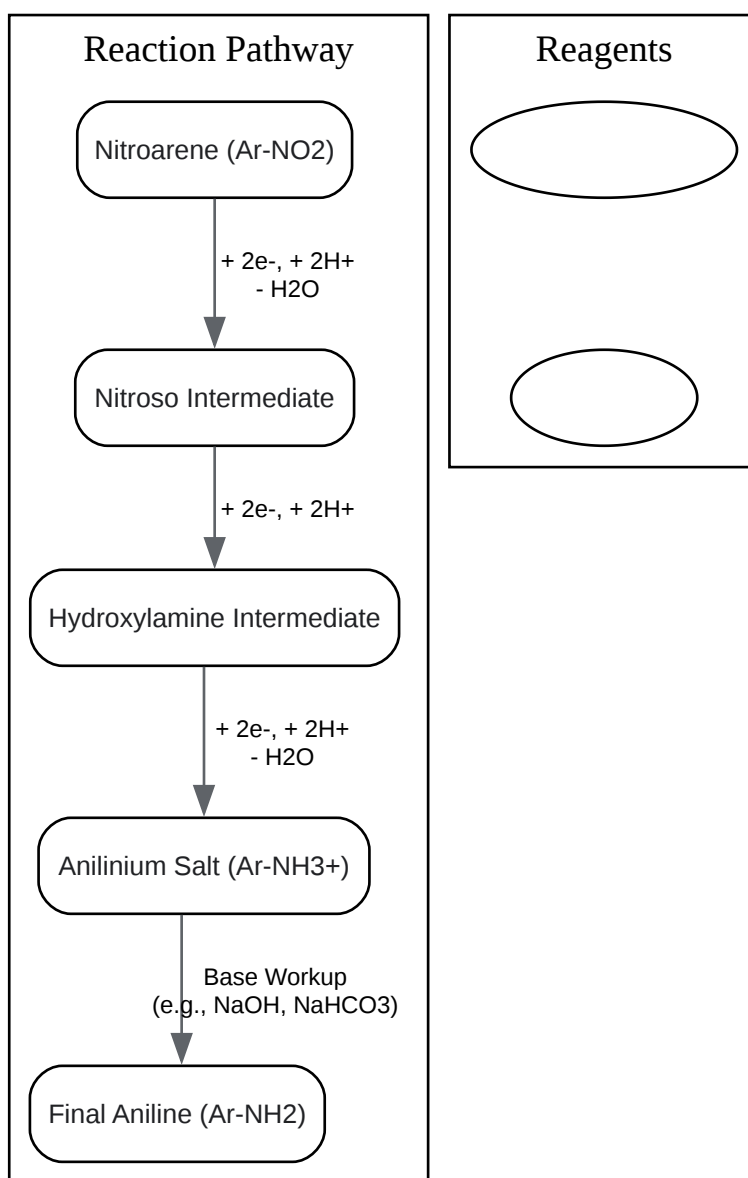 Reaction Pathway
Nitroarene (Ar-NO2)
+ 2e-, + 2H+
- H2O
Nitroso Intermediate
+ 2e-, + 2H+
Hydroxylamine Intermediate
+ 2e-, + 2H+
- H2O
Anilinium Salt (Ar-NH3+)
Base Workup
(e.g., NaOH, NaHCO3)
Final Aniline (Ar-NH2)
Reagents